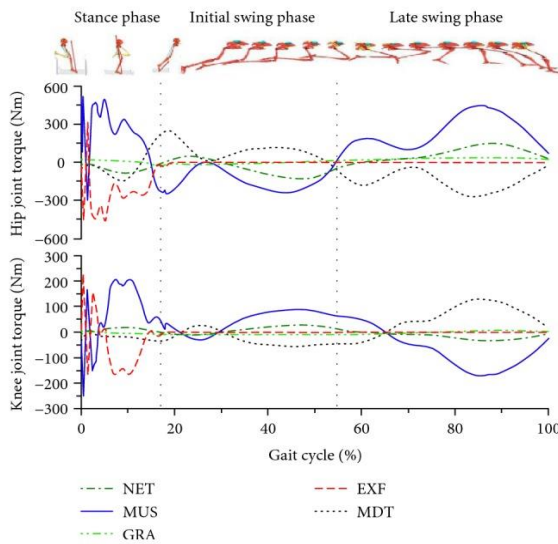 Stance phase
Initial swing phase
Late swing phase
Hip joint torque (Nm)
600
300
0
−300
−600
Knee joint torque (Nm)
300
200
100
0
−100
−200
−300
0 20 40 60 80 100
Gait cycle (%)
NET
MUS
GRA
EXF
MDT